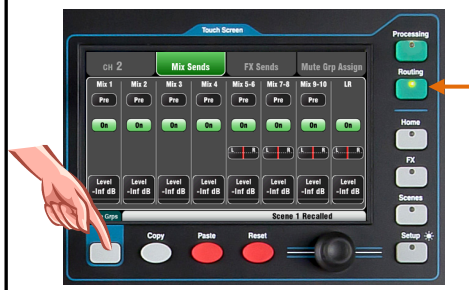 Touch Screen
Processing
CH 2 Mix Sends FX Sends Mute Grp Assign
Routing
Mix 1 Mix 2 Mix 3 Mix 4 Mix 5-6 Mix 7-8 Mix 9-10 LR
Pre Pre Pre Pre Pre Pre Pre
On On On On On On On On
Home
L R L R L R L R
FX
Level Level Level Level Level Level Level Level
-Inf dB -Inf dB -Inf dB -Inf dB -Inf dB -Inf dB -Inf dB -Inf dB
Scenes
Grps Scene 1 Recalled
Copy Paste Reset
Setup